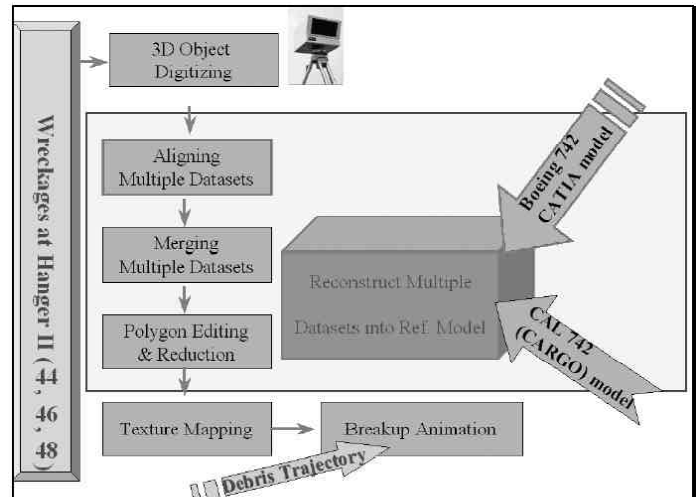 Wreckages at Hanger II (44, 46, 48)
3D Object
Digitizing
Aligning
Multiple Datasets
Merging
Multiple Datasets
Polygon Editing
& Reduction
Texture Mapping
Breakup Animation
Reconstruct Multiple
Datasets into Ref. Model
Boeing 742
CATIA model
CAL 742
(CARGO) model
Debris Trajectory